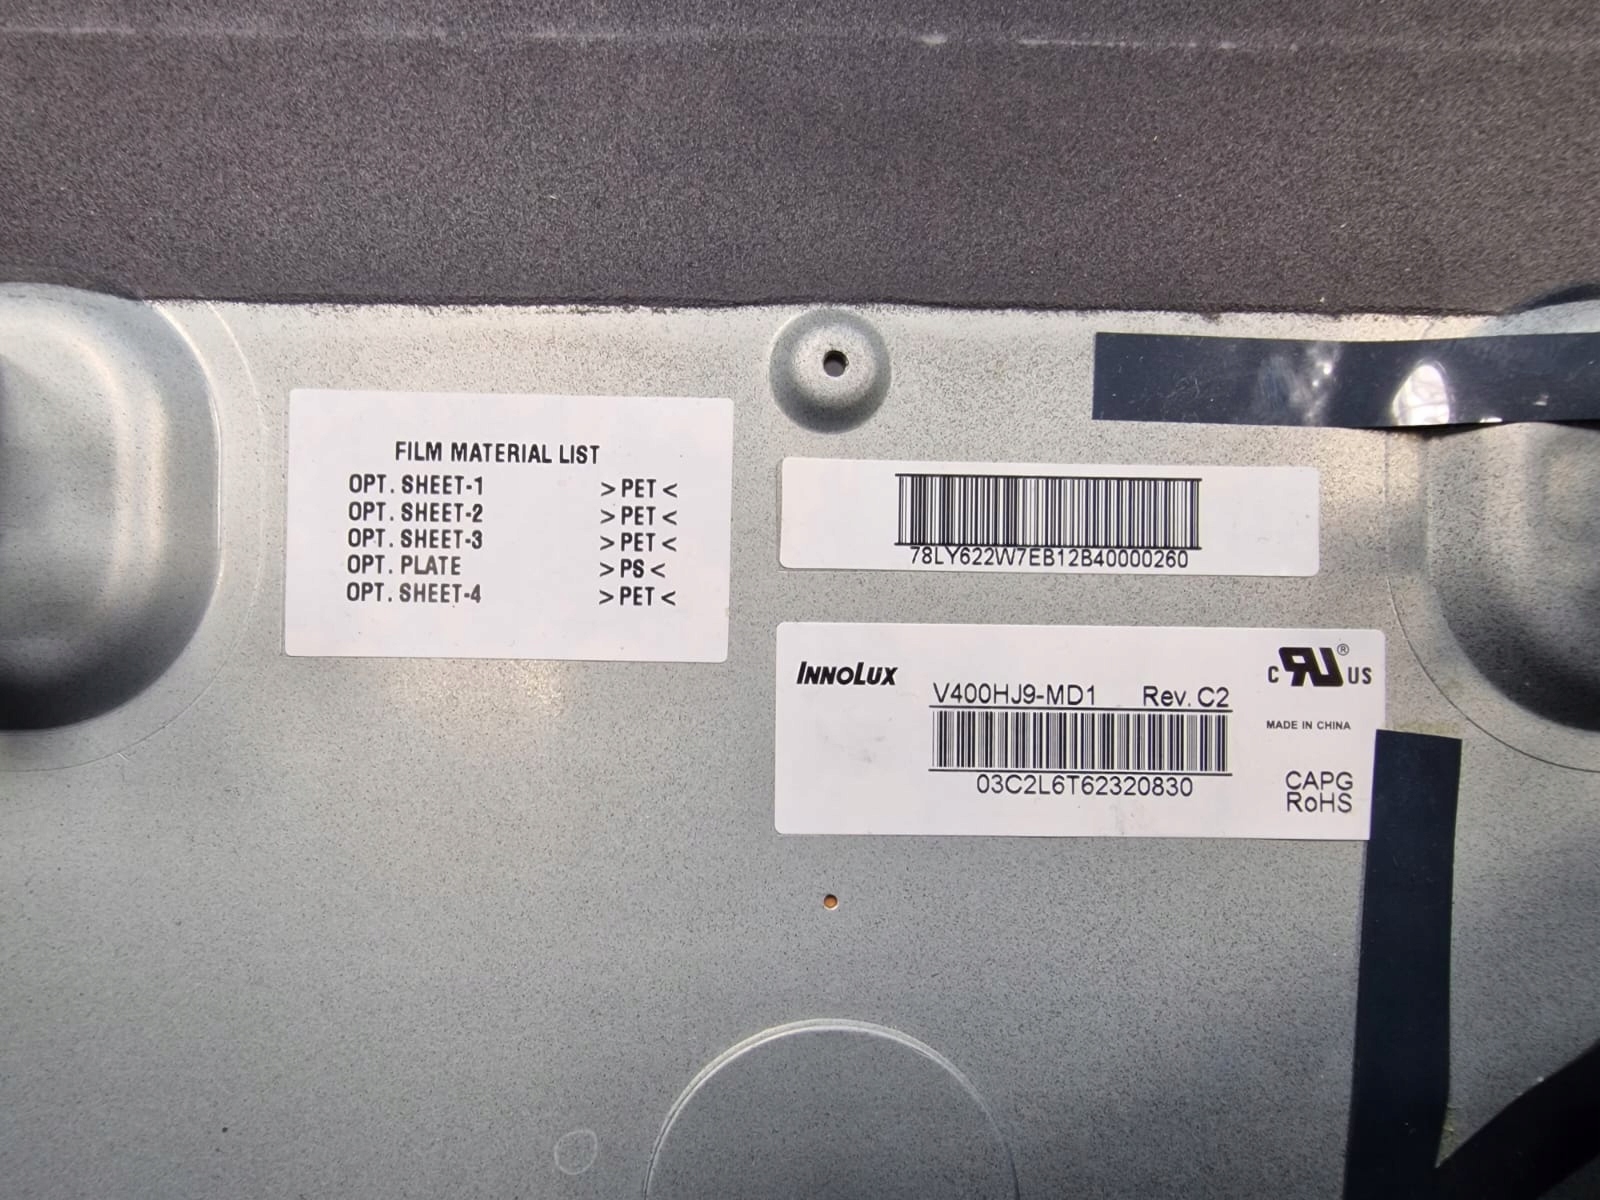 FILM MATERIAL LIST
OPT. SHEET-1 >PET<
OPT. SHEET-2 >PET<
OPT. SHEET-3 >PET<
OPT. PLATE >PS<
OPT. SHEET-4 >PET<
78LY622W7EB12B40000260
INNOLUX
V400HJ9-MD1 Rev. C2
03C2L6T62320830
C RU ® US
MADE IN CHINA
CAPG
RoHS